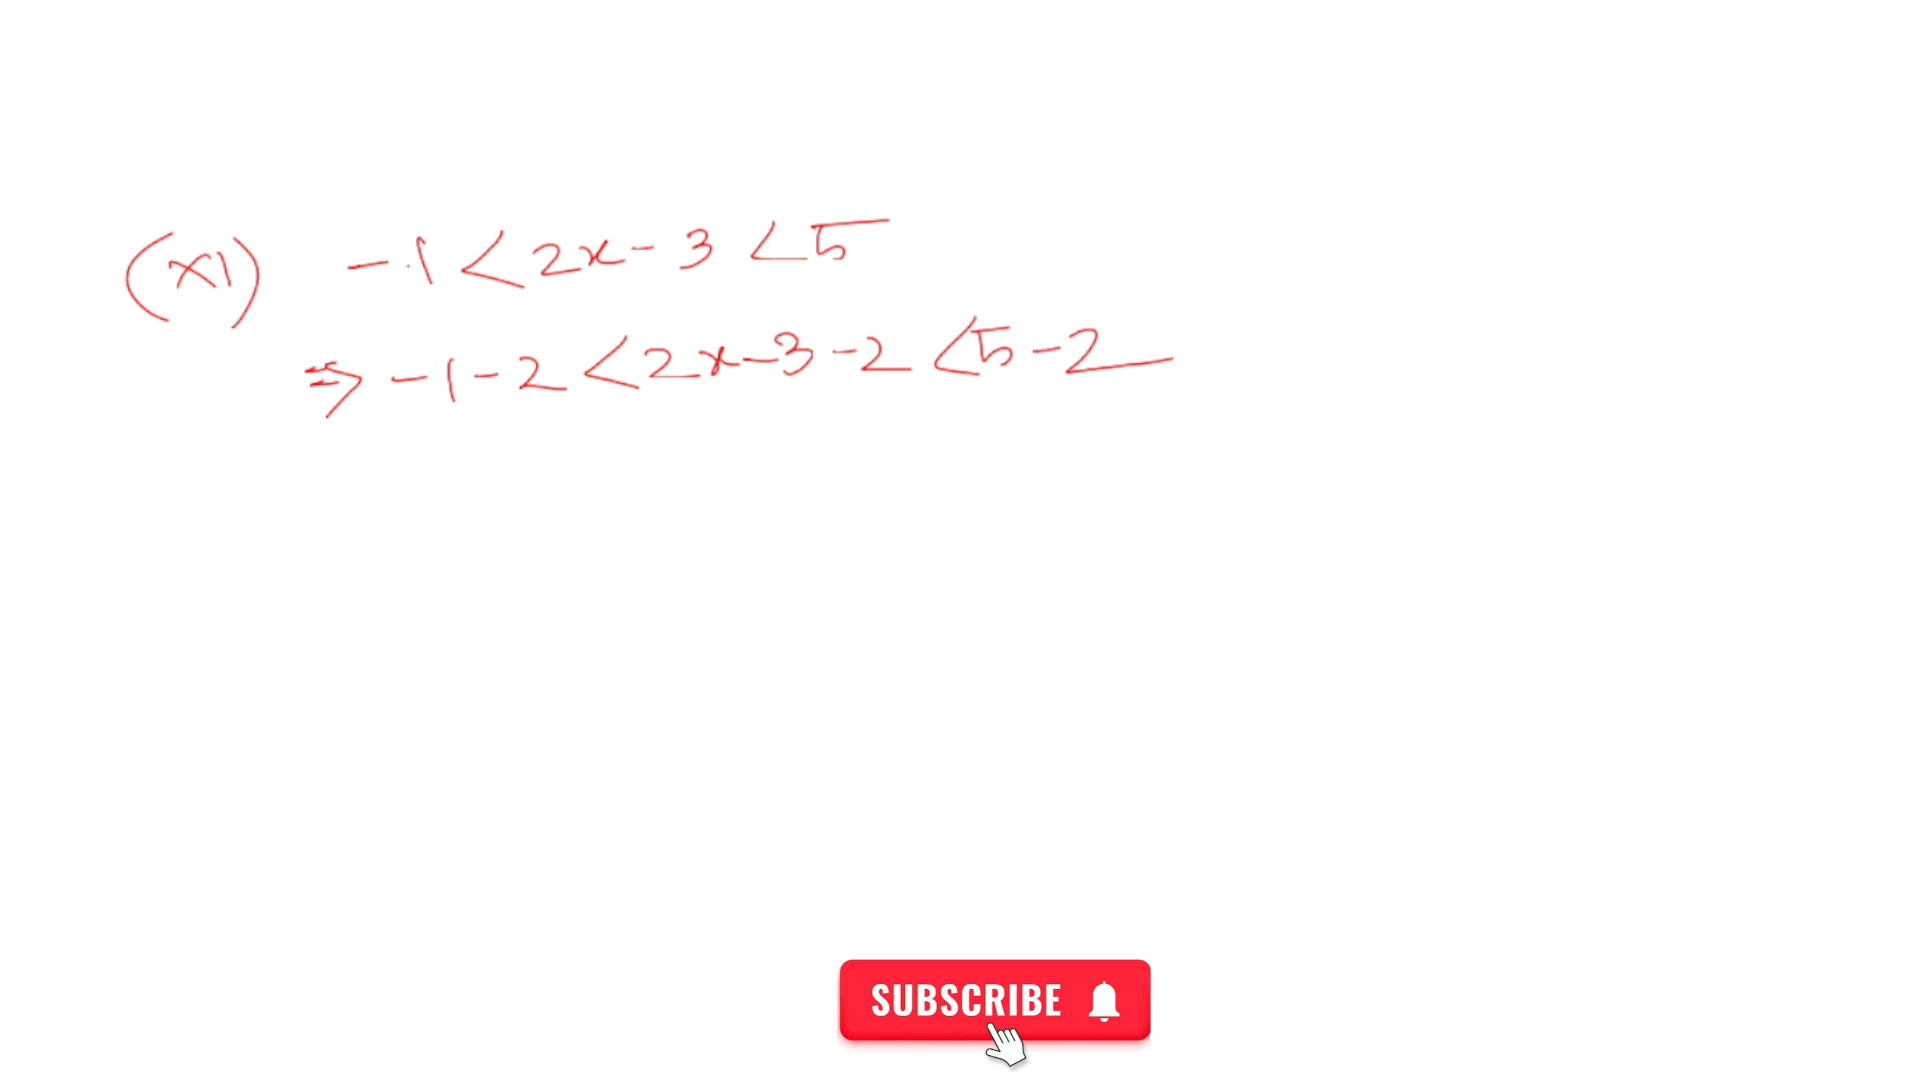 (XI) -1 < 2x - 3 < 5
⇒ -1 - 2 < 2x - 3 - 2 < 5 - 2
SUBSCRIBE